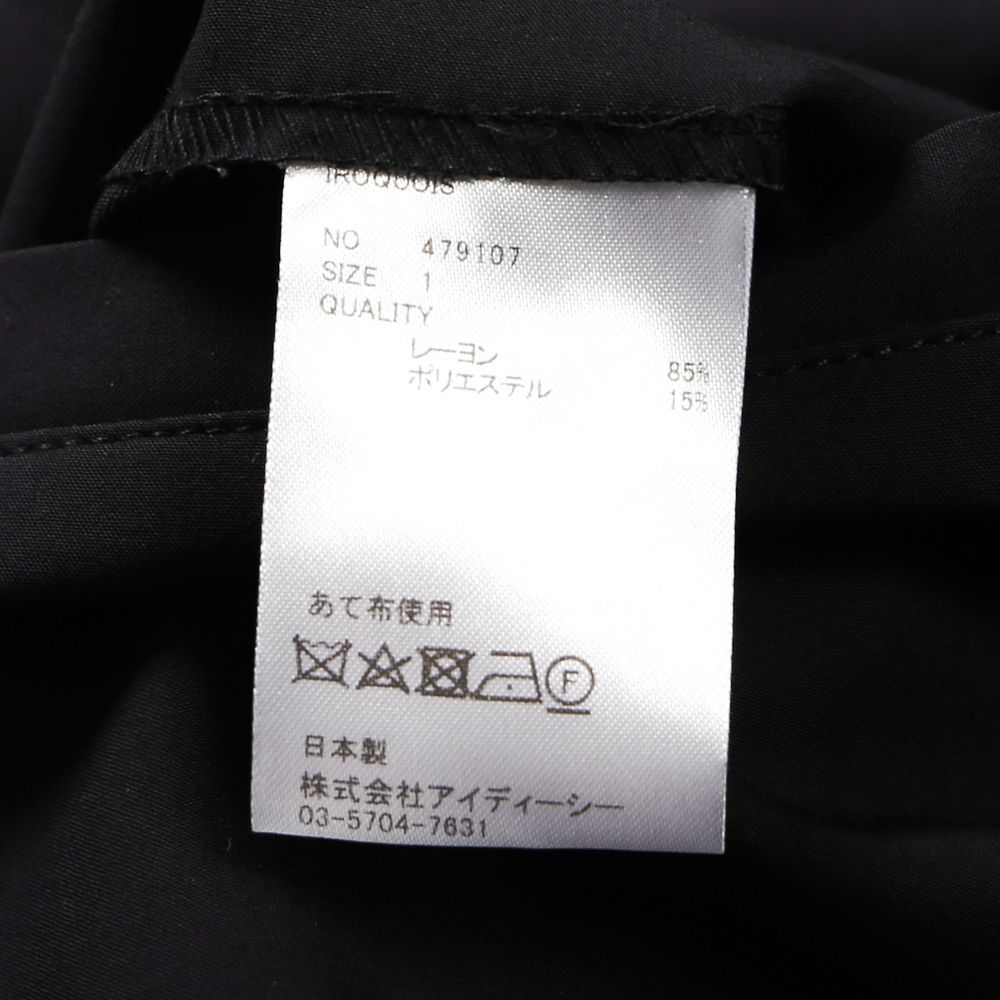 IROQUOIS
NO 479107
SIZE 1
QUALITY
レーヨン 85%
ポリエステル 15%
あて布使用
F
日本製
株式会社アイディーシー
03-5704-7631